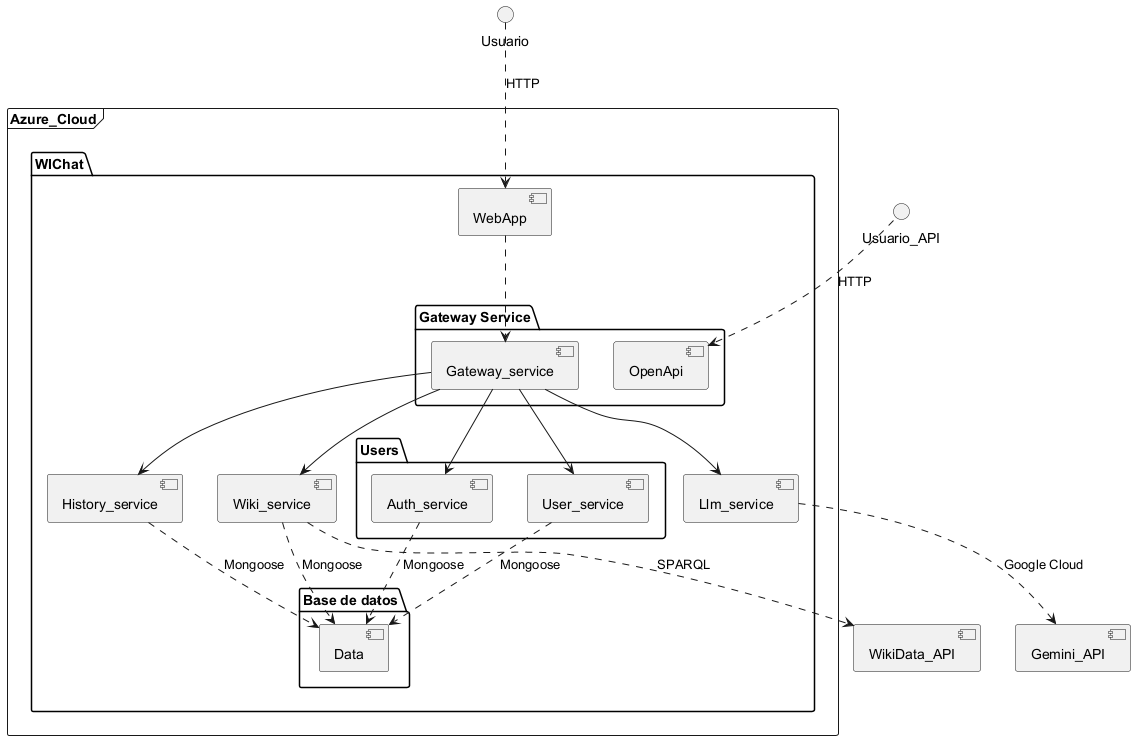 Usuario
HTTP
Azure_Cloud
WIChat
WebApp
Usuario_API
HTTP
Gateway Service
Gateway_service
OpenApi
Users
History_service
Wiki_service
Auth_service
User_service
Llm_service
Mongoose
Mongoose
Mongoose
Mongoose
SPARQL
Google Cloud
Base de datos
Data
WikiData_API
Gemini_API